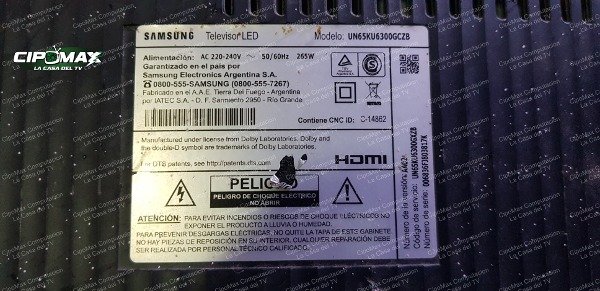 CIPOMAX
LA CASA DEL TV
SAMSUNG Televisor LED Modelo: UN65KU6300GCZB
Alimentación: AC 220-240V 50/60Hz 265W
Garantizado en el país por
Samsung Electronics Argentina S.A.
0800-555-SAMSUNG (0800-555-7267)
Fabricado en el A.A.E. Tierra Del Fuego - Argentina
por IATEC S.A. - D. F. Sarmiento 2950 - Río Grande
Contiene CNC ID: C-14862
Manufactured under license from Dolby Laboratories. Dolby and
the double-D symbol are trademarks of Dolby Laboratories.
For DTS patents, see http://patents.dts.com.
HDMI
PELIGRO
PELIGRO DE CHOQUE ELÉCTRICO
NO ABRIR
ATENCIÓN: PARA EVITAR INCENDIOS O RIESGOS DE CHOQUE ELÉCTRICO NO
EXPONER EL PRODUCTO A LLUVIA O HUMEDAD.
PARA PREVENIR DESCARGAS ELÉCTRICAS, NO REMUEVA LA TAPA DE ESTE GABINETE
NO HAY PIEZAS DE REPOSICIÓN EN SU INTERIOR. CUALQUIER REPARACIÓN DEBE
SER REALIZADA POR PERSONAL TÉCNICO CALIFICADO.
Número de la versión:
Código de servicio: UN65KU6300GCZB
Número de serie: